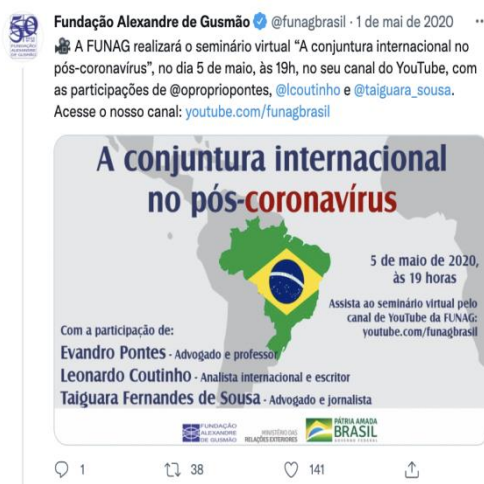 Fundação Alexandre de Gusmão @funagbrasil · 1 de mai de 2020
A FUNAG realizará o seminário virtual “A conjuntura internacional no
pós-coronavírus”, no dia 5 de maio, às 19h, no seu canal do YouTube, com
as participações de @opropriopontes, @lcoutinho e @taiguara_sousa.
Acesse o nosso canal: youtube.com/funagbrasil
A conjuntura internacional
no pós-coronavírus
5 de maio de 2020,
às 19 horas
Assista ao seminário virtual pelo
canal de YouTube da FUNAG:
youtube.com/funagbrasil
Com a participação de:
Evandro Pontes - Advogado e professor
Leonardo Coutinho - Analista internacional e escritor
Taiguara Fernandes de Sousa - Advogado e jornalista
FUNDAÇÃO
ALEXANDRE
DE GUSMÃO
MINISTÉRIO DAS
RELAÇÕES EXTERIORES
PÁTRIA AMADA
BRASIL
GOVERNO FEDERAL
1 38 141